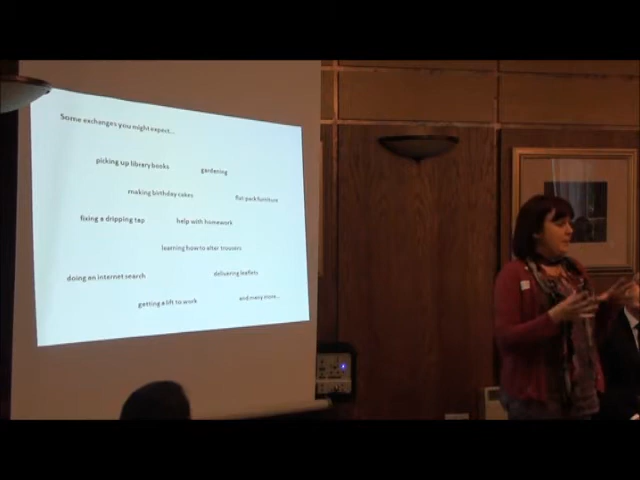 Some exchanges you might expect...
picking up library books
gardening
making birthday cakes
flat pack furniture
fixing a dripping tap
help with homework
learning how to alter trousers
doing an internet search
delivering leaflets
getting a lift to work
and many more...